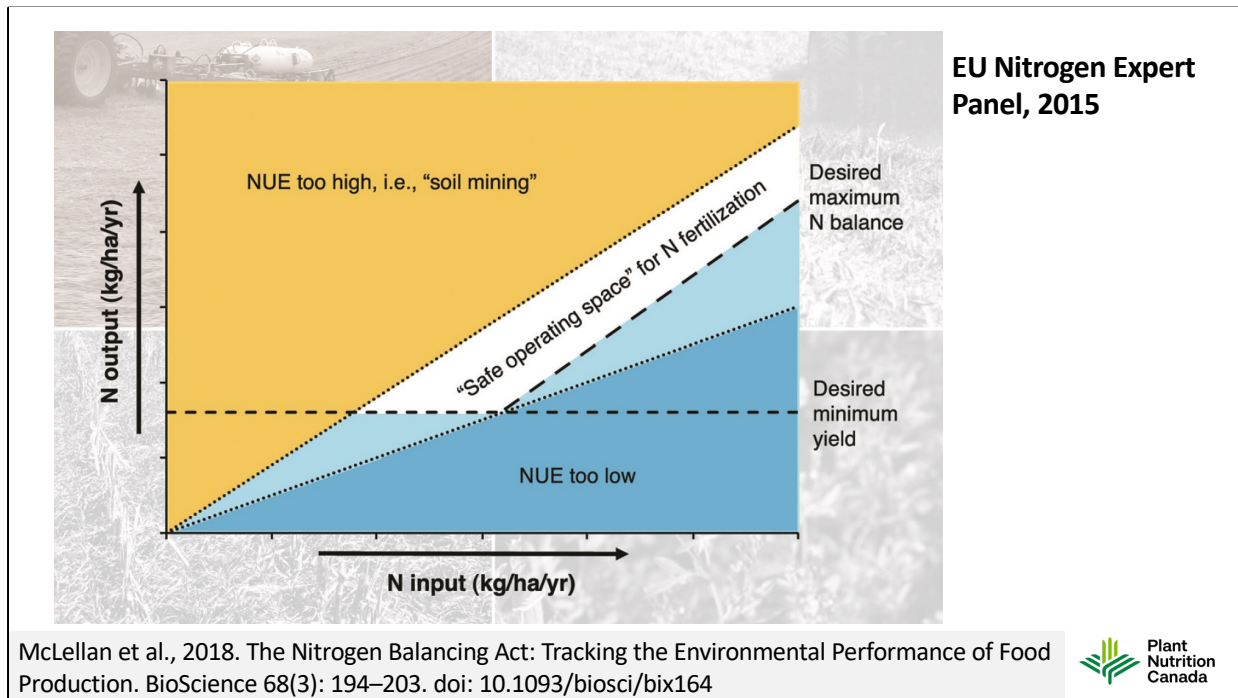 EU Nitrogen Expert
Panel, 2015
NUE too high, i.e., “soil mining”
“Safe operating space” for N fertilization
Desired
maximum
N balance
Desired
minimum
yield
NUE too low
N output (kg/ha/yr)
N input (kg/ha/yr)
McLellan et al., 2018. The Nitrogen Balancing Act: Tracking the Environmental Performance of Food
Production. BioScience 68(3): 194–203. doi: 10.1093/biosci/bix164
Plant
Nutrition
Canada